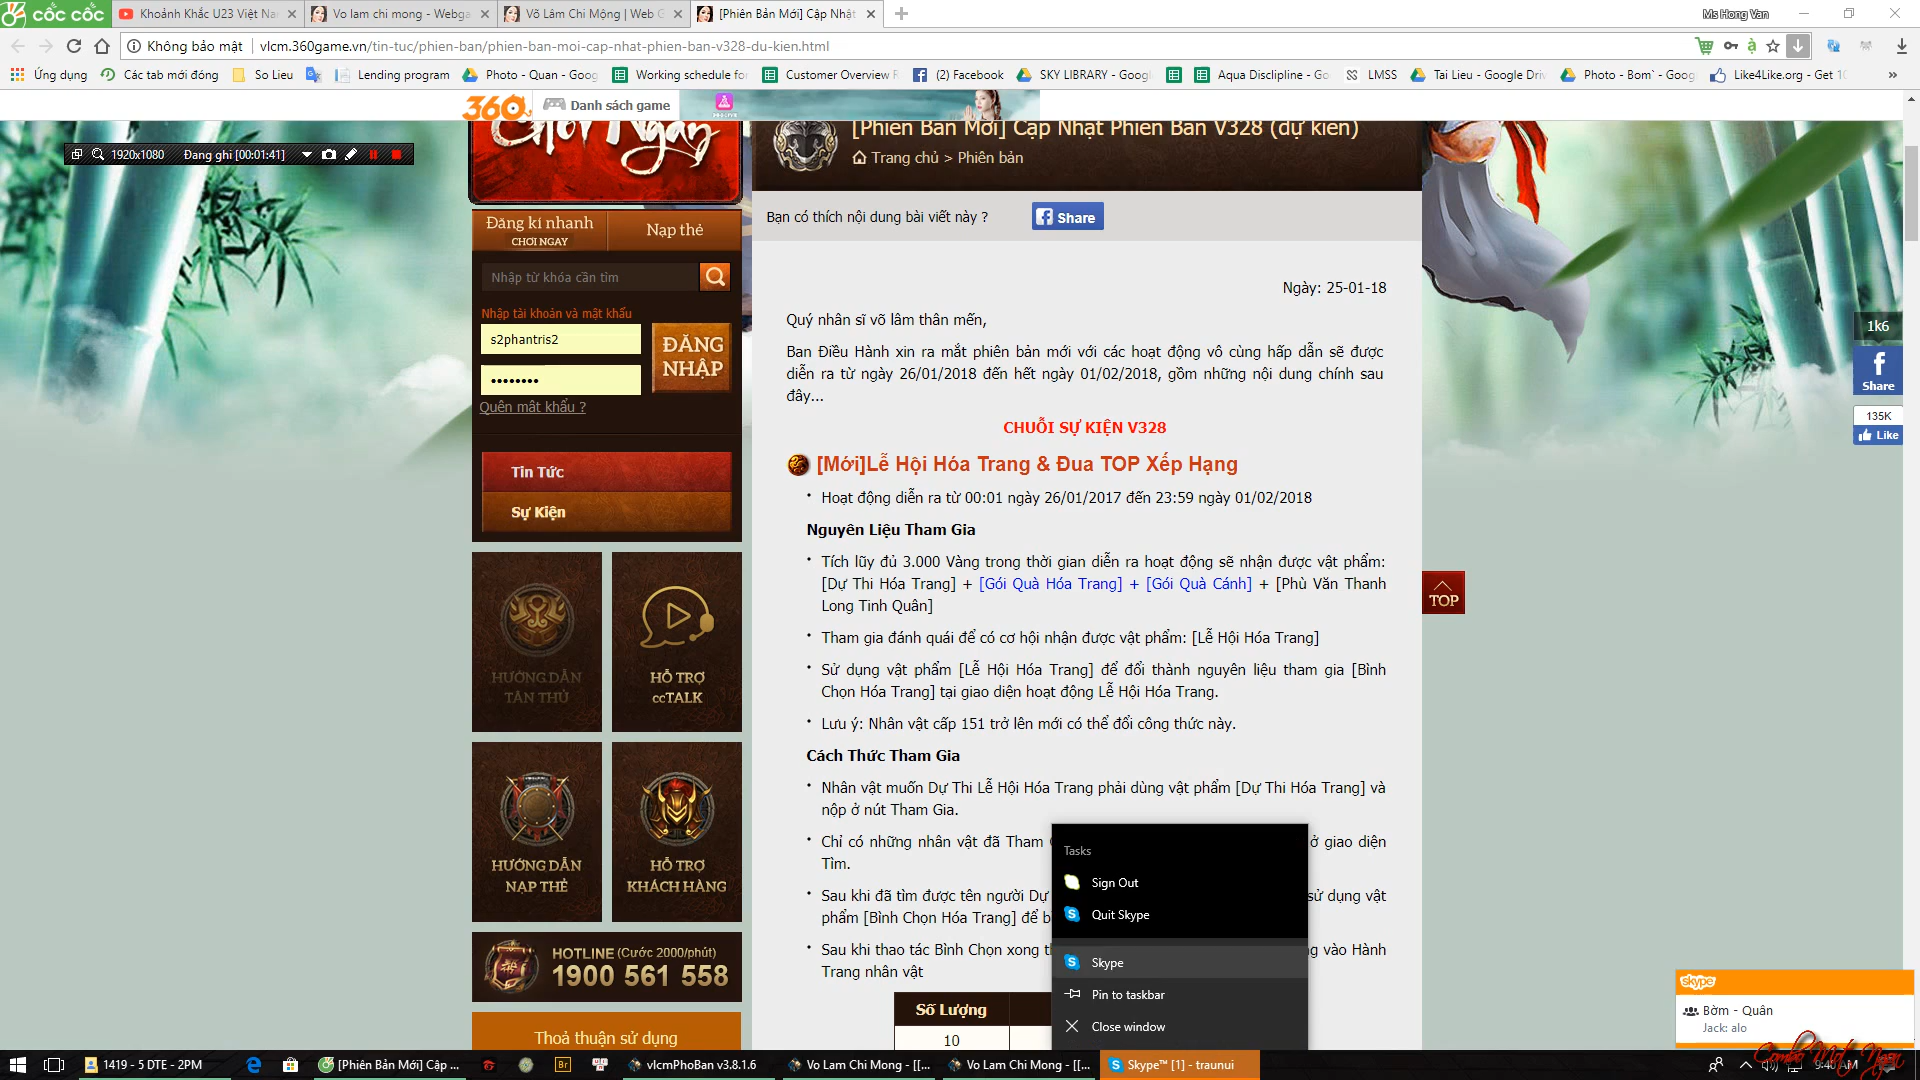 cốc cốc
Khoảnh Khắc U23 Việt Na
Vo lam chi mong - Webga
Võ Lâm Chi Mộng | Web G
[Phiên Bản Mới] Cập Nhật
Ms Hong Van
Không bảo mật
vlcm.360game.vn/tin-tuc/phien-ban/phien-ban-moi-cap-nhat-phien-ban-v328-du-kien.html
Ứng dụng
Các tab mới đóng
So Lieu
Lending program
Photo - Quan - Goog
Working schedule for
Customer Overview R
(2) Facebook
SKY LIBRARY - Google
Aqua Disclipline - Go
LMSS
Tai Lieu - Google Driv
Photo - Bom` - Goog
Like4Like.org - Get 10
»
360
Danh sách game
1920x1080
Đang ghi [00:01:41]
Chơi Ngay
[Phiên Bản Mới] Cập Nhật Phiên Bản V328 (dự kiến)
Trang chủ > Phiên bản
Bạn có thích nội dung bài viết này ?
Share
Đăng kí nhanh
CHƠI NGAY
Nạp thẻ
Nhập từ khóa cần tìm
Nhập tài khoản và mật khẩu
s2phantris2
ĐĂNG
NHẬP
Quên mât khẩu ?
Tin Tức
Sự Kiện
HƯỚNG DẪN
TÂN THỦ
HỖ TRỢ
ccTALK
HƯỚNG DẪN
NẠP THẺ
HỖ TRỢ
KHÁCH HÀNG
HOTLINE (Cước 2000/phút)
1900 561 558
Thoả thuận sử dụng
Ngày: 25-01-18
Quý nhân sĩ võ lâm thân mến,
Ban Điều Hành xin ra mắt phiên bản mới với các hoạt động vô cùng hấp dẫn sẽ được
diễn ra từ ngày 26/01/2018 đến hết ngày 01/02/2018, gồm những nội dung chính sau
đây...
CHUỖI SỰ KIỆN V328
[Mới]Lễ Hội Hóa Trang & Đua TOP Xếp Hạng
Hoạt động diễn ra từ 00:01 ngày 26/01/2017 đến 23:59 ngày 01/02/2018
Nguyên Liệu Tham Gia
Tích lũy đủ 3.000 Vàng trong thời gian diễn ra hoạt động sẽ nhận được vật phẩm:
[Dự Thi Hóa Trang] + [Gói Quà Hóa Trang] + [Gói Quà Cánh] + [Phù Văn Thanh
Long Tinh Quân]
Tham gia đánh quái để có cơ hội nhận được vật phẩm: [Lễ Hội Hóa Trang]
Sử dụng vật phẩm [Lễ Hội Hóa Trang] để đổi thành nguyên liệu tham gia [Bình
Chọn Hóa Trang] tại giao diện hoạt động Lễ Hội Hóa Trang.
Lưu ý: Nhân vật cấp 151 trở lên mới có thể đổi công thức này.
Cách Thức Tham Gia
Nhân vật muốn Dự Thi Lễ Hội Hóa Trang phải dùng vật phẩm [Dự Thi Hóa Trang] và
nộp ở nút Tham Gia.
Chỉ có những nhân vật đã Tham
ở giao diện
Tìm.
Sau khi đã tìm được tên người Dự
sử dụng vật
phẩm [Bình Chọn Hóa Trang] để
Sau khi thao tác Bình Chọn xong
vào Hành
Trang nhân vật
Số Lượng
10
TOP
1k6
Share
135K
Like
Tasks
Sign Out
Quit Skype
Skype
Pin to taskbar
Close window
skype
Bờm - Quân
Jack: alo
1419 - 5 DTE - 2PM
[Phiên Bản Mới] Cập ...
Br
vlcmPhoBan v3.8.1.6
Vo Lam Chi Mong - [[...
Vo Lam Chi Mong - [[...
Skype™ [1] - traunui